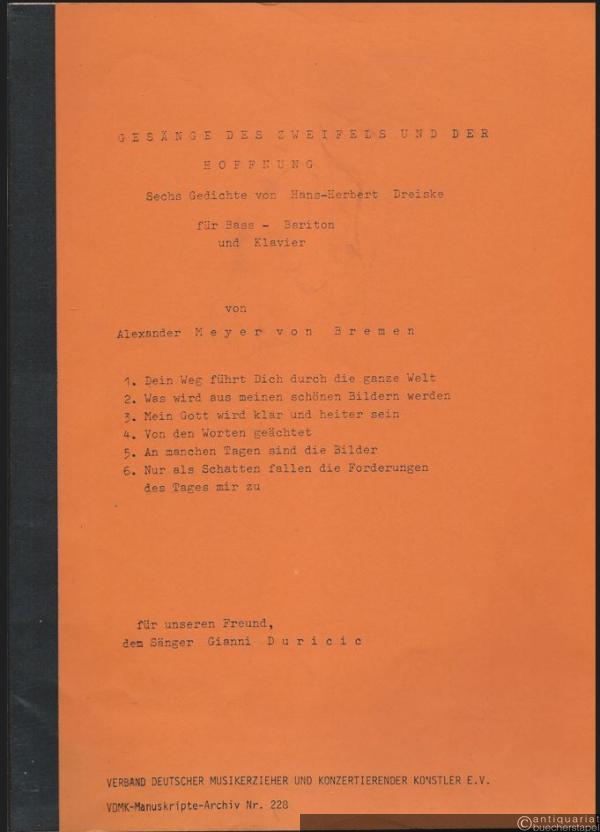 GESÄNGE DES ZWEIFELS UND DER
HOFFNUNG
Sechs Gedichte von Hans-Herbert Dreiske
für Bass - Bariton
und Klavier
von
Alexander Meyer von Bremen
1. Dein Weg führt Dich durch die ganze Welt
2. Was wird aus meinen schönen Bildern werden
3. Mein Gott wird klar und heiter sein
4. Von den Worten geächtet
5. An manchen Tagen sind die Bilder
6. Nur als Schatten fallen die Forderungen
des Tages mir zu
für unseren Freund,
dem Sänger Gianni Duricic
VERBAND DEUTSCHER MUSIKERZIEHER UND KONZERTIERENDER KÜNSTLER E.V.
VDMK-Manuskripte-Archiv Nr. 228
©antiquariat
buecherstapel